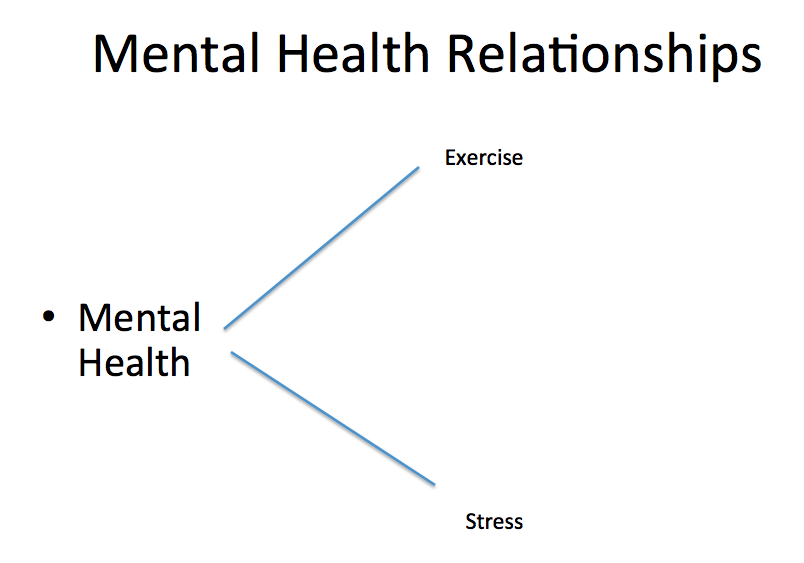 Mental Health Relationships
Exercise
• Mental
Health
Stress